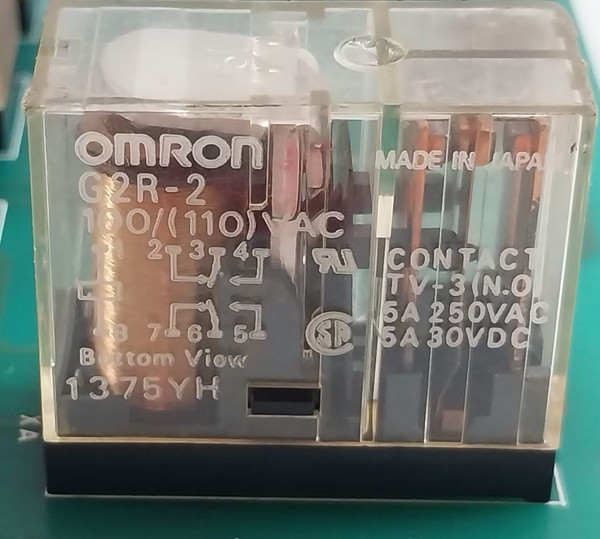 OMRON
G2R-2
100/(110)VAC
1 2 3 4
8 7 6 5
Bottom View
1375YH
MADE IN JAPAN
CONTACT
TV-3(N.O)
5A 250VAC
5A 30VDC
XA